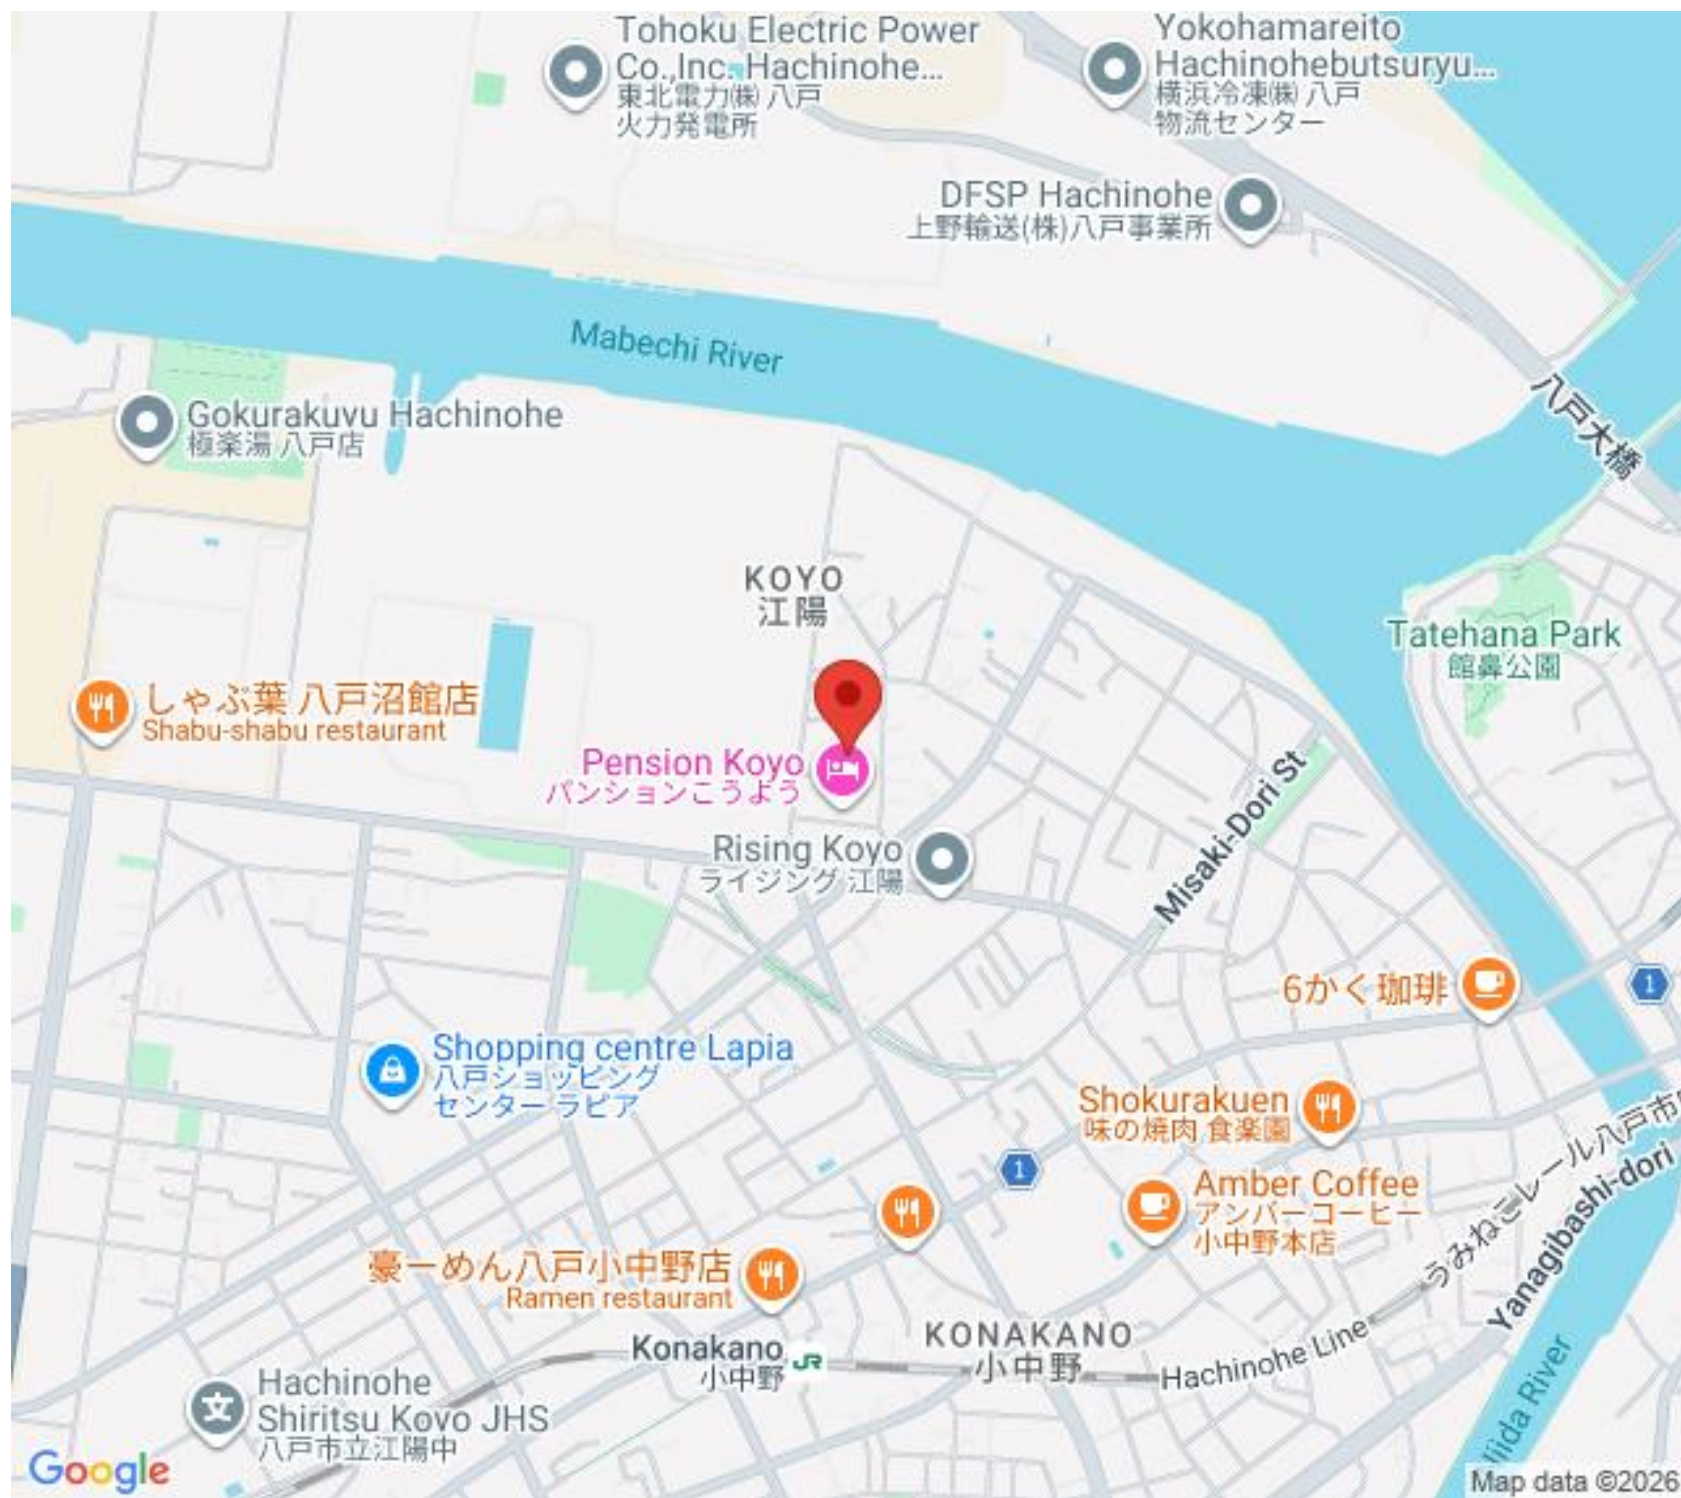 Tohoku Electric Power
Co.,Inc. Hachinohe...
東北電力㈱ 八戸
火力発電所
Yokohamareito
Hachinohebutsuryu...
横浜冷凍㈱ 八戸
物流センター
DFSP Hachinohe
上野輸送(株)八戸事業所
Mabechi River
八戸大橋
Gokurakuyu Hachinohe
極楽湯 八戸店
KOYO
江陽
Tatehana Park
館鼻公園
しゃぶ葉 八戸沼館店
Shabu-shabu restaurant
Pension Koyo
パンションこうよう
Misaki-Dori St
Rising Koyo
ライジング 江陽
6かく珈琲
1
Shopping centre Lapia
八戸ショッピング
センター ラピア
Shokurakuen
味の焼肉 食楽園
1
Amber Coffee
アンバーコーヒー
小中野本店
うみねこレール八戸市
Yanagibashi-dori
豪ーめん八戸小中野店
Ramen restaurant
Konakano
小中野
JR
KONAKANO
小中野
Hachinohe Line
Hachinohe
Shiritsu Koyo JHS
八戸市立江陽中
文
Niida River
Google
Map data ©2026